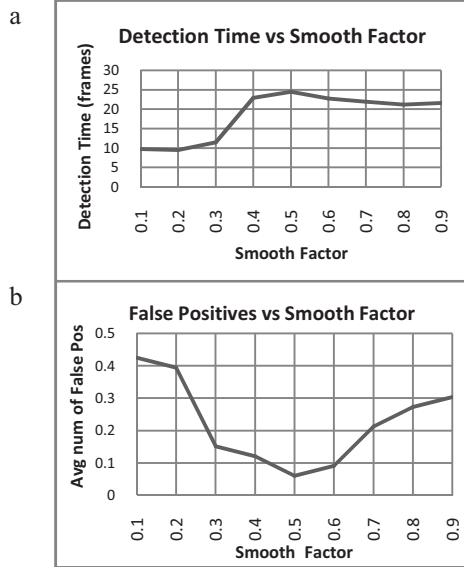 a
Detection Time vs Smooth Factor
Detection Time (frames)
30
25
20
15
10
5
0
0.1 0.2 0.3 0.4 0.5 0.6 0.7 0.8 0.9
Smooth Factor
b
False Positives vs Smooth Factor
Avg num of False Pos
0.5
0.4
0.3
0.2
0.1
0
0.1 0.2 0.3 0.4 0.5 0.6 0.7 0.8 0.9
Smooth Factor